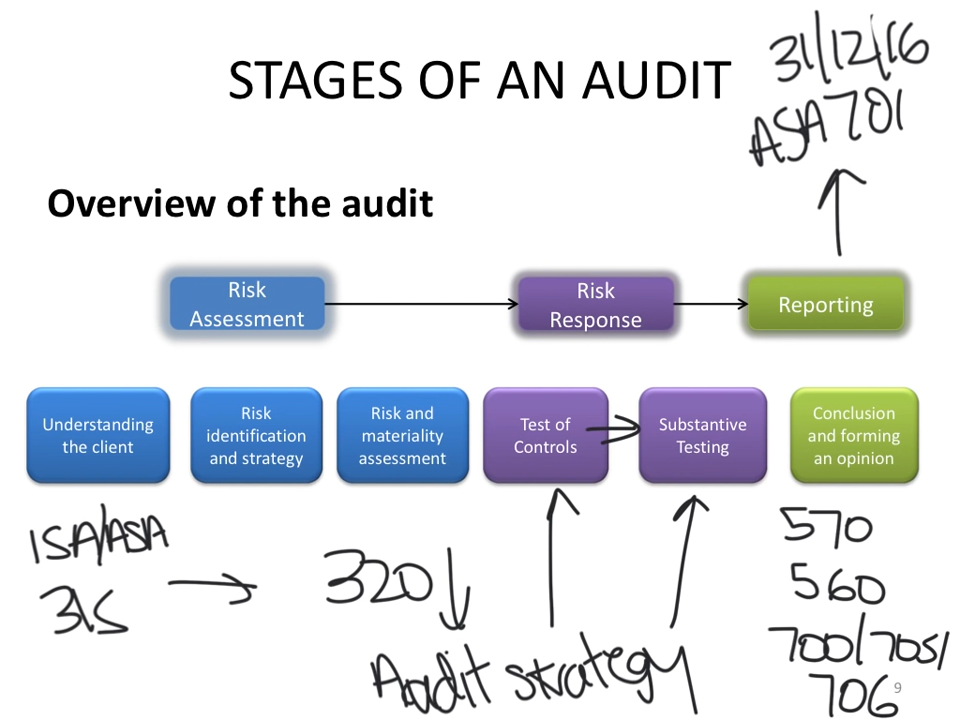 STAGES OF AN AUDIT
31/12/16
ASA 701
Overview of the audit
Risk
Assessment
Risk
Response
Reporting
Understanding
the client
Risk
identification
and strategy
Risk and
materiality
assessment
Test of
Controls
Substantive
Testing
Conclusion
and forming
an opinion
ISA/ASA
315
320
Audit strategy
570
560
700/705/
706
9